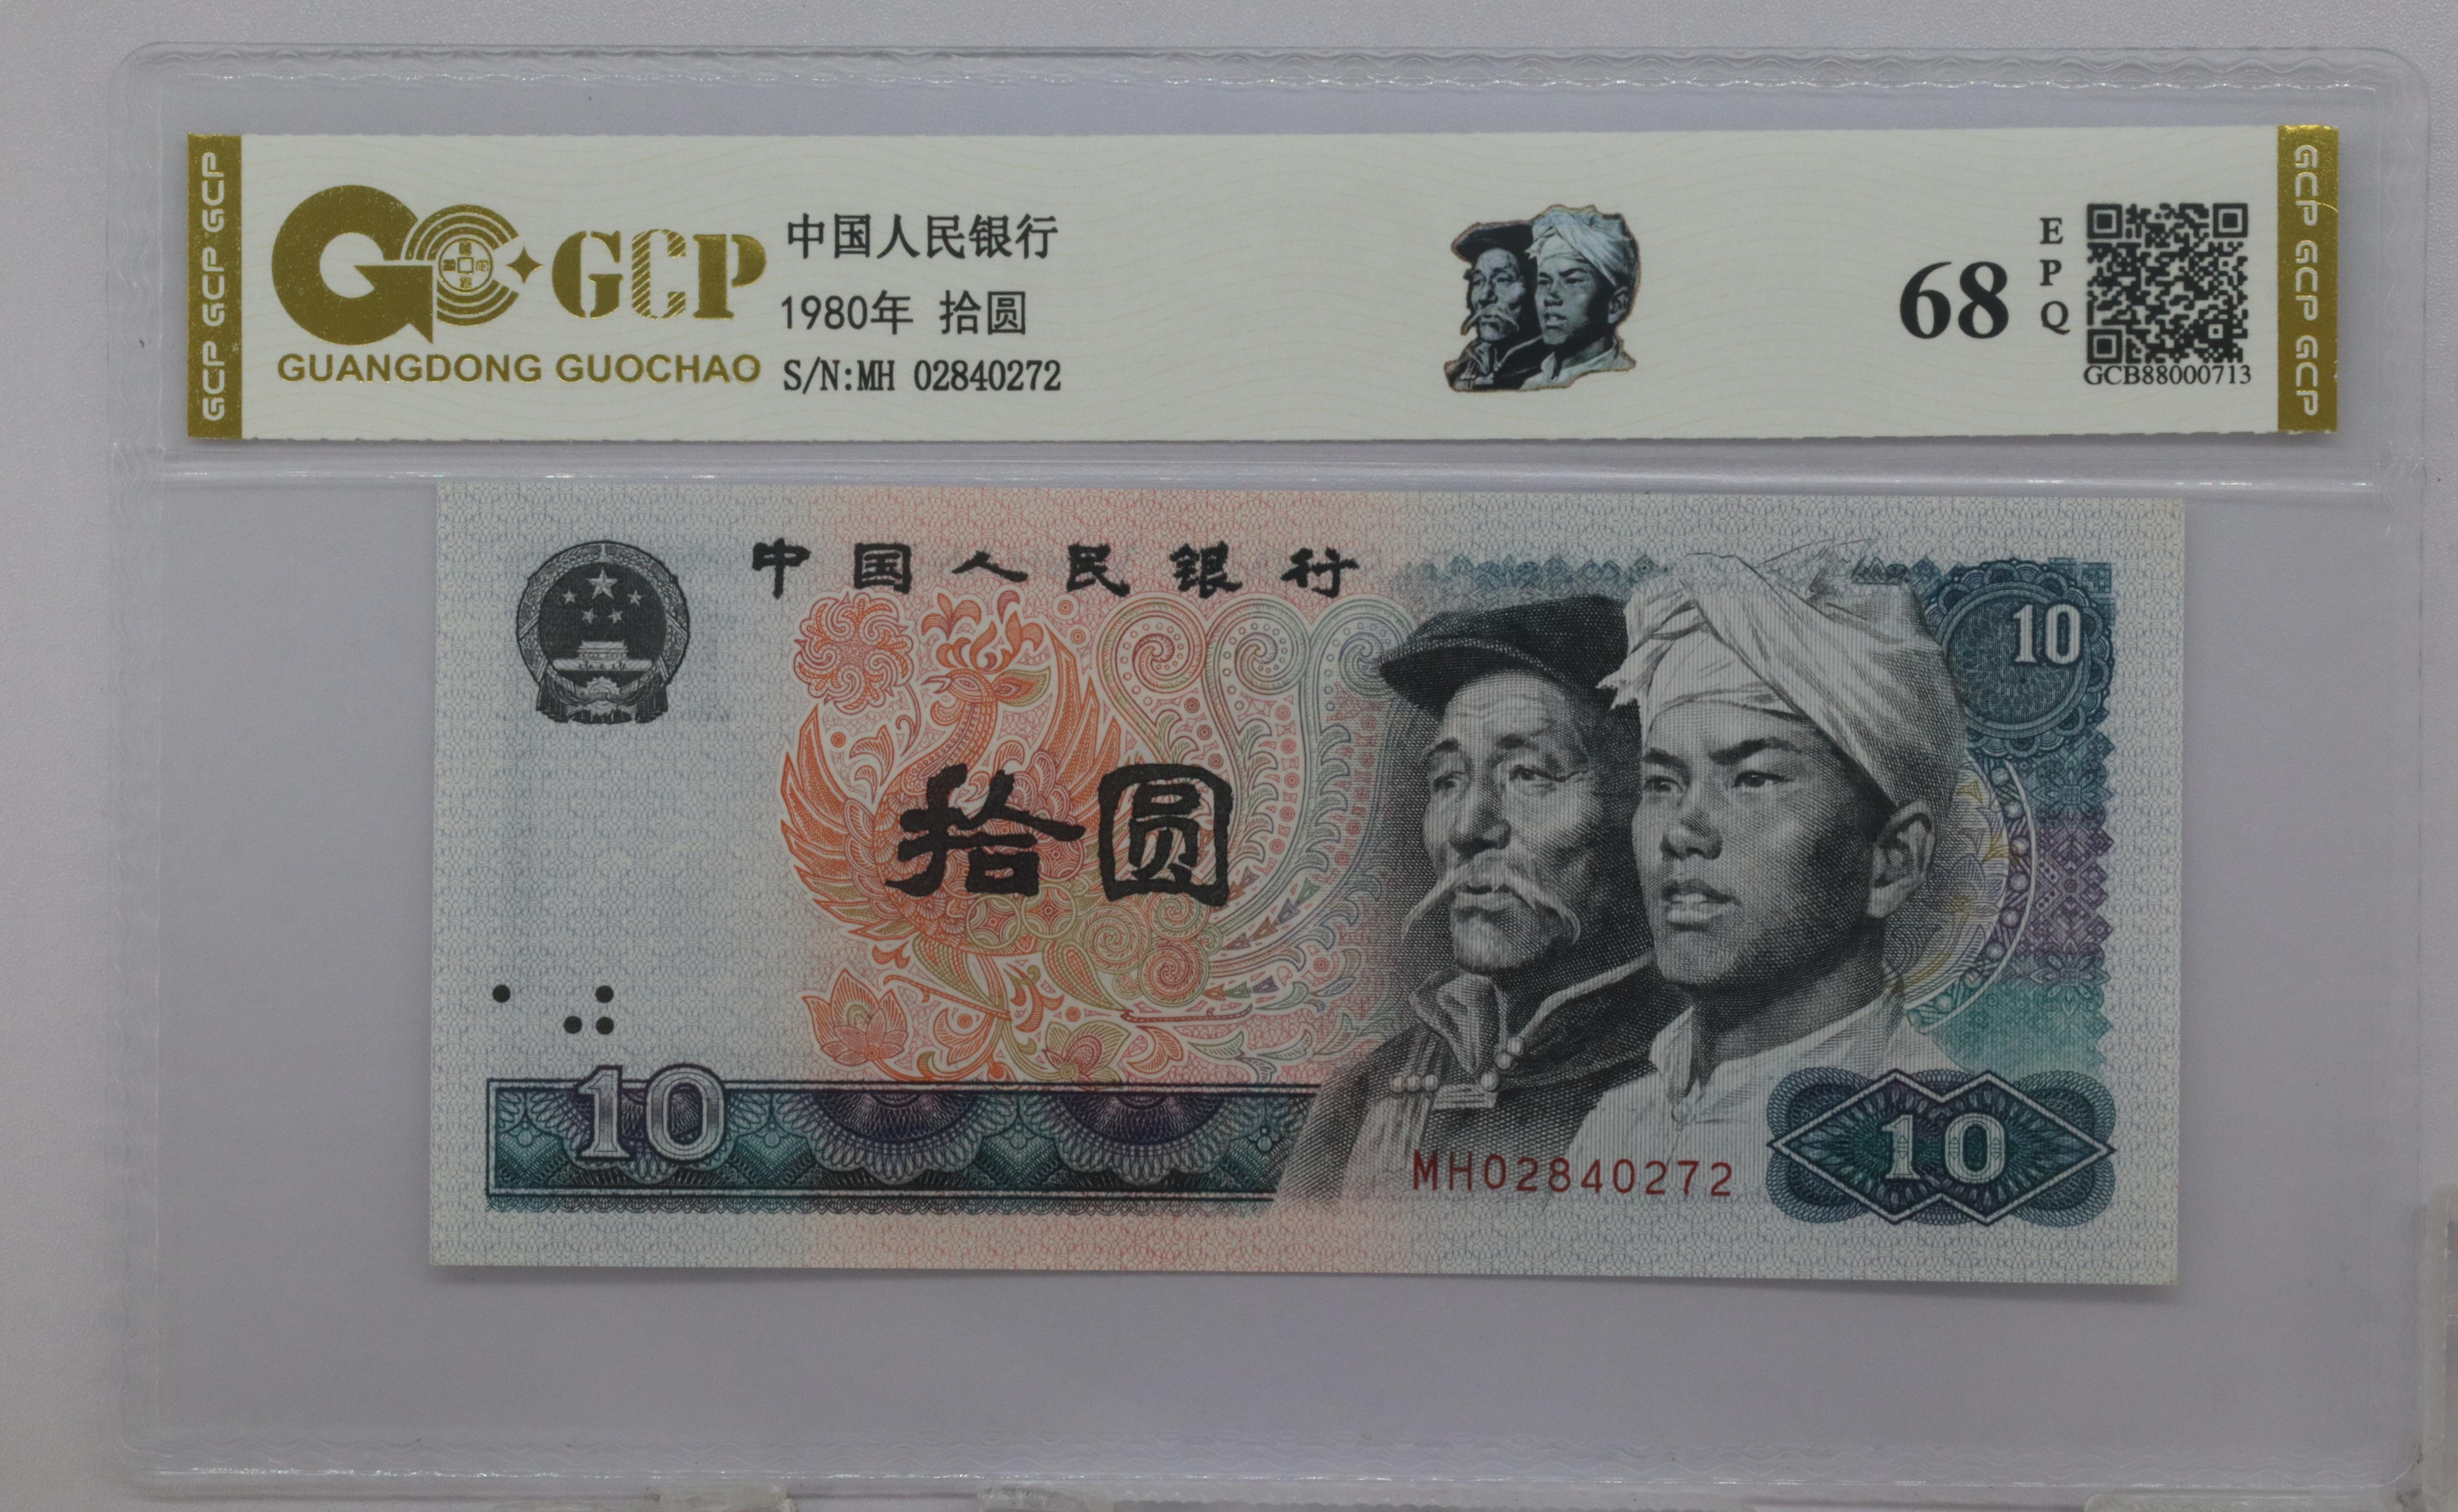 GCP GCP GCP
GCP
GUANGDONG GUOCHAO
中国人民银行
1980年 拾圆
S/N:MH 02840272
68
EPQ
GCB88000713
GCP GCP GCP
中国人民银行
10
拾圆
10
MH02840272
10